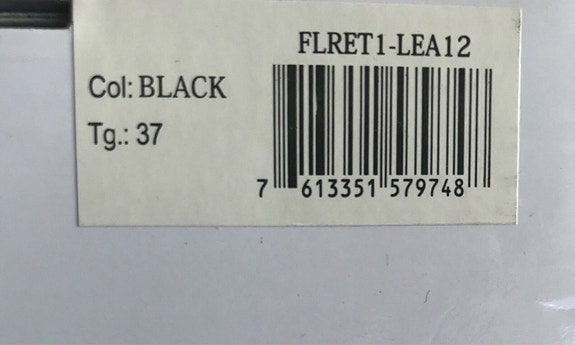 FLRET1-LEA12
Col: BLACK
Tg.: 37
7 613351 579748